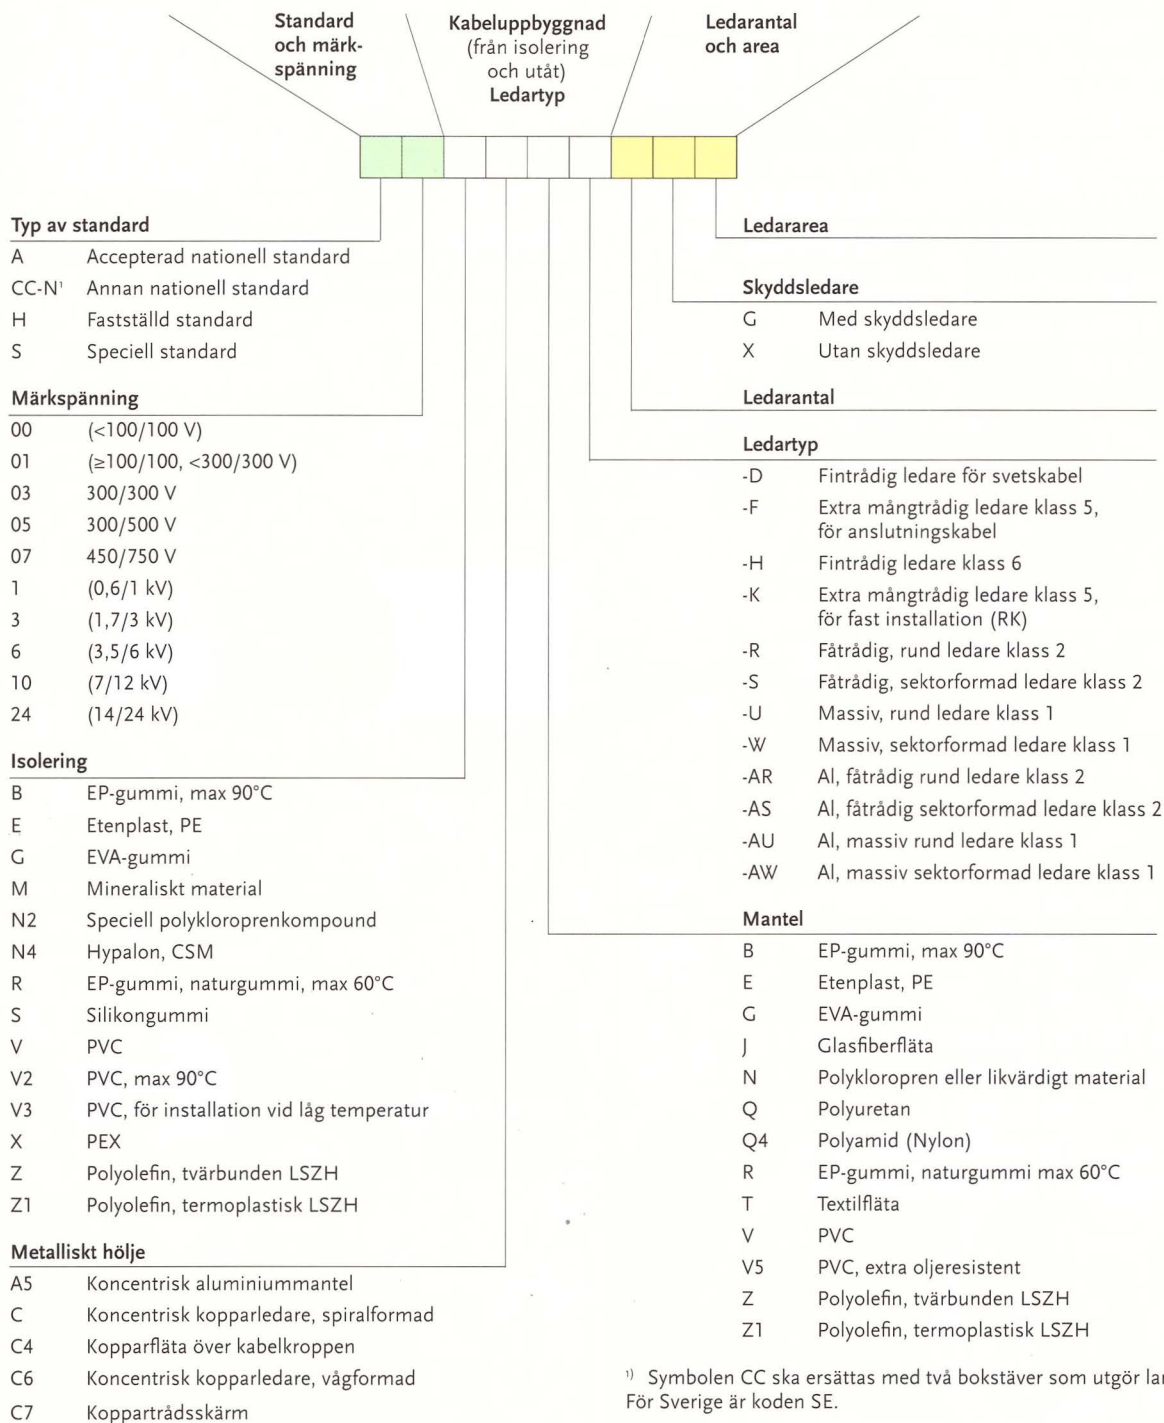 Standard
och märk-
spänning
Kabeluppbyggnad
(från isolering
och utåt)
Ledartyp
Ledarantal
och area
Typ av standard
A Accepterad nationell standard
CC-N¹ Annan nationell standard
H Fastställd standard
S Speciell standard
Märkspänning
00 (<100/100 V)
01 (≥100/100, <300/300 V)
03 300/300 V
05 300/500 V
07 450/750 V
1 (0,6/1 kV)
3 (1,7/3 kV)
6 (3,5/6 kV)
10 (7/12 kV)
24 (14/24 kV)
Isolering
B EP-gummi, max 90°C
E Etenplast, PE
G EVA-gummi
M Mineraliskt material
N2 Speciell polykloroprenkompound
N4 Hypalon, CSM
R EP-gummi, naturgummi, max 60°C
S Silikongummi
V PVC
V2 PVC, max 90°C
V3 PVC, för installation vid låg temperatur
X PEX
Z Polyolefin, tvärbunden LSZH
Z1 Polyolefin, termoplastisk LSZH
Metalliskt hölje
A5 Koncentrisk aluminiummantel
C Koncentrisk kopparledare, spiralformad
C4 Kopparfläta över kabelkroppen
C6 Koncentrisk kopparledare, vågformad
C7 Koppartrådsskärm
Ledararea
Skyddsledare
G Med skyddsledare
X Utan skyddsledare
Ledarantal
Ledartyp
-D Fintrådig ledare för svetskabel
-F Extra mångtrådig ledare klass 5,
för anslutningskabel
-H Fintrådig ledare klass 6
-K Extra mångtrådig ledare klass 5,
för fast installation (RK)
-R Fåtrådig, rund ledare klass 2
-S Fåtrådig, sektorformad ledare klass 2
-U Massiv, rund ledare klass 1
-W Massiv, sektorformad ledare klass 1
-AR Al, fåtrådig rund ledare klass 2
-AS Al, fåtrådig sektorformad ledare klass 2
-AU Al, massiv rund ledare klass 1
-AW Al, massiv sektorformad ledare klass 1
Mantel
B EP-gummi, max 90°C
E Etenplast, PE
G EVA-gummi
J Glasfiberfläta
N Polykloropren eller likvärdigt material
Q Polyuretan
Q4 Polyamid (Nylon)
R EP-gummi, naturgummi max 60°C
T Textilfläta
V PVC
V5 PVC, extra oljeresistent
Z Polyolefin, tvärbunden LSZH
Z1 Polyolefin, termoplastisk LSZH
¹⁾ Symbolen CC ska ersättas med två bokstäver som utgör
För Sverige är koden SE.